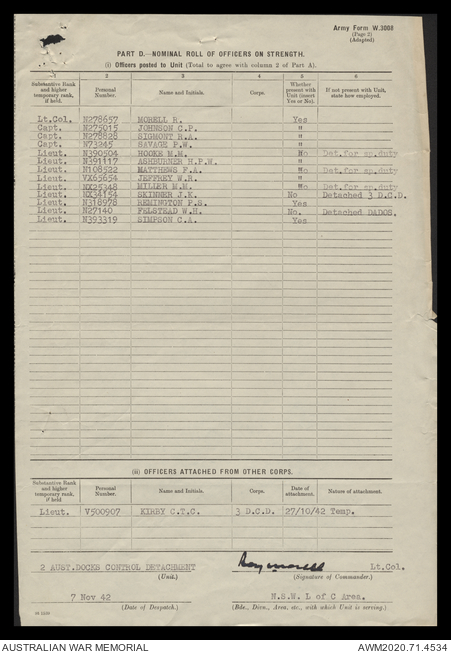 Army Form W.3008
(Page 2)
(Adapted)
PART D.—NOMINAL ROLL OF OFFICERS ON STRENGTH.
(i) Officers posted to Unit (Total to agree with column 2 of Part A).
2 3 4 5 6
Substantive Rank and higher temporary rank, if held. Personal Number. Name and Initials. Corps. Whether present with Unit (insert Yes or No). If not present with Unit, state how employed.
Lt.Col. N278657 MORELL R. Yes
Capt. N275015 JOHNSON C.P. "
Capt. N278828 SIGMONT R.A. "
Capt. N73245 SAVAGE P.W. "
Lieut. N390504 HOOKE M.W. No Det.for sp.duty
Lieut. N391117 ASHBURNER H.P.W. "
Lieut. N108522 MATTHEWS F.A. No Det.for sp.duty
Lieut. VX65654 JEFFREY W.R. "
Lieut. NX25348 MILLER M.M. No Det.for sp.duty
Lieut. NX34154 SKINNER J.K. No Detached 3 D.C.D.
Lieut. N318978 REMINGTON P.S. Yes
Lieut. N27140 FELSTEAD W.H. No. Detached DADOS.
Lieut. N393319 SIMPSON C.A. Yes
(ii) OFFICERS ATTACHED FROM OTHER CORPS.
Substantive Rank and higher temporary rank, if held Personal Number. Name and Initials. Corps. Date of attachment. Nature of attachment.
Lieut. V500907 KIRBY C.T.C. 3 D.C.D. 27/10/42 Temp.
2 AUST.DOCKS CONTROL DETACHMENT Roy Morell Lt.Col.
(Unit.) (Signature of Commander.)
7 Nov 42 N.S.W. L of C Area.
(Date of Despatch.) (Bde., Divn., Area, etc., with which Unit is serving.)
AUSTRALIAN WAR MEMORIAL AWM2020.71.4534